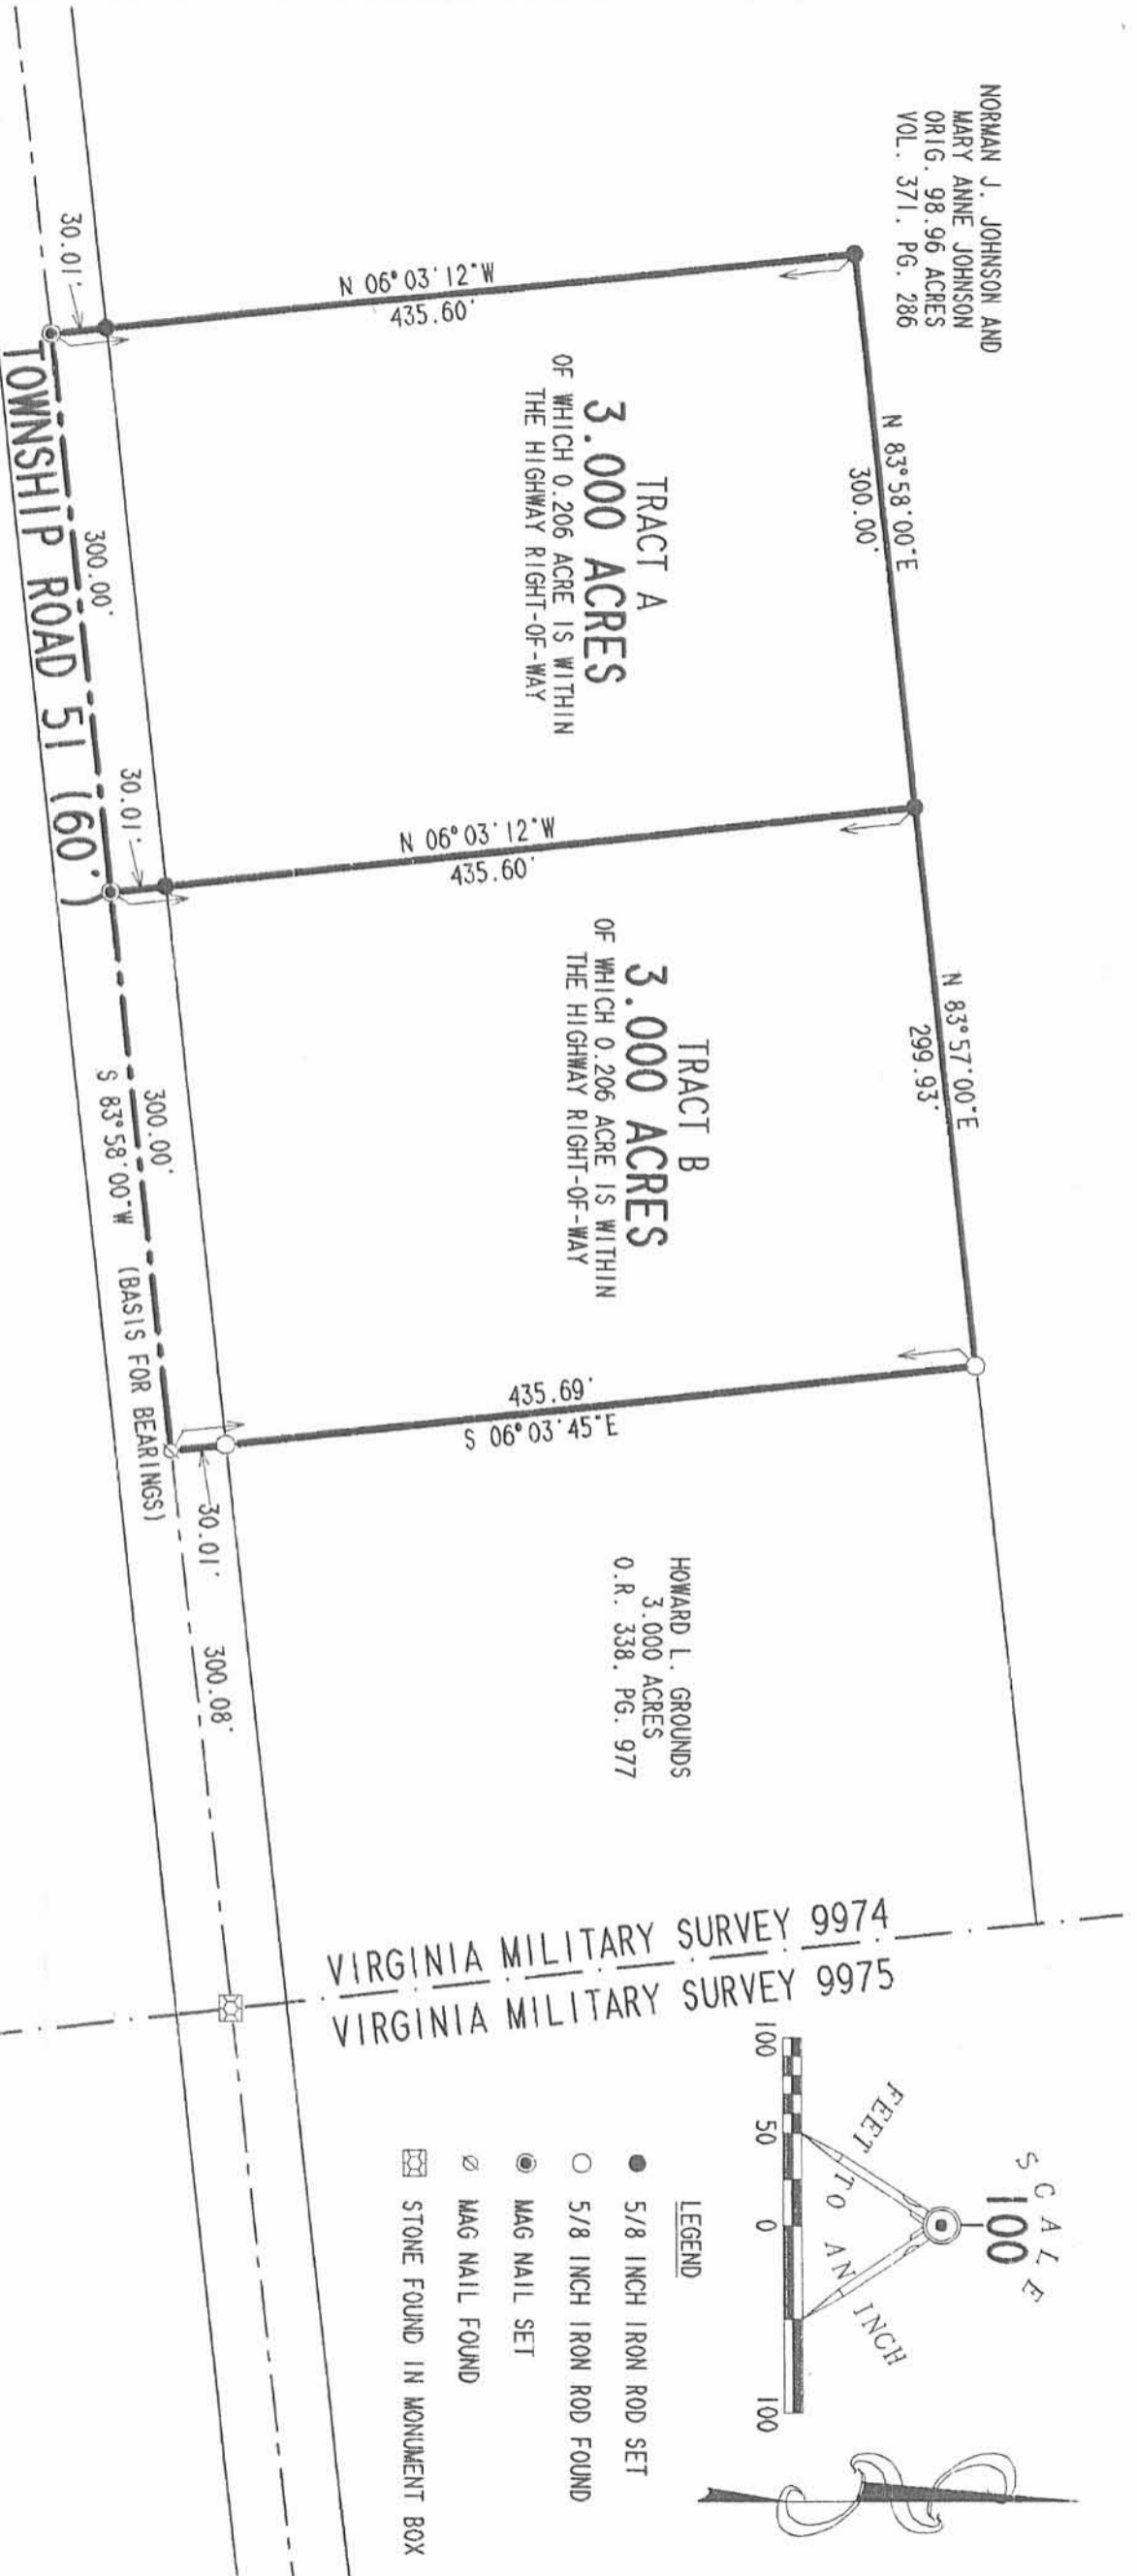 NORMAN J. JOHNSON AND
MARY ANNE JOHNSON
ORIG. 98.96 ACRES
VOL. 371, PG. 286
N 83°58'00"E
300.00'
N 83°57'00"E
299.93'
N 06°03'12"W
435.60'
TRACT A
3.000 ACRES
OF WHICH 0.206 ACRE IS WITHIN
THE HIGHWAY RIGHT-OF-WAY
N 06°03'12"W
435.60'
TRACT B
3.000 ACRES
OF WHICH 0.206 ACRE IS WITHIN
THE HIGHWAY RIGHT-OF-WAY
435.69'
S 06°03'45"E
HOWARD L. GROUNDS
3.000 ACRES
O.R. 338, PG. 977
30.01'
300.00'
30.01'
300.00'
S 83°58'00"W (BASIS FOR BEARINGS)
30.01'
300.08'
TOWNSHIP ROAD 51 (60')
VIRGINIA MILITARY SURVEY 9974
VIRGINIA MILITARY SURVEY 9975
SCALE
100
FEET TO AN INCH
100 50 0 100
LEGEND
5/8 INCH IRON ROD SET
5/8 INCH IRON ROD FOUND
MAG NAIL SET
MAG NAIL FOUND
STONE FOUND IN MONUMENT BOX